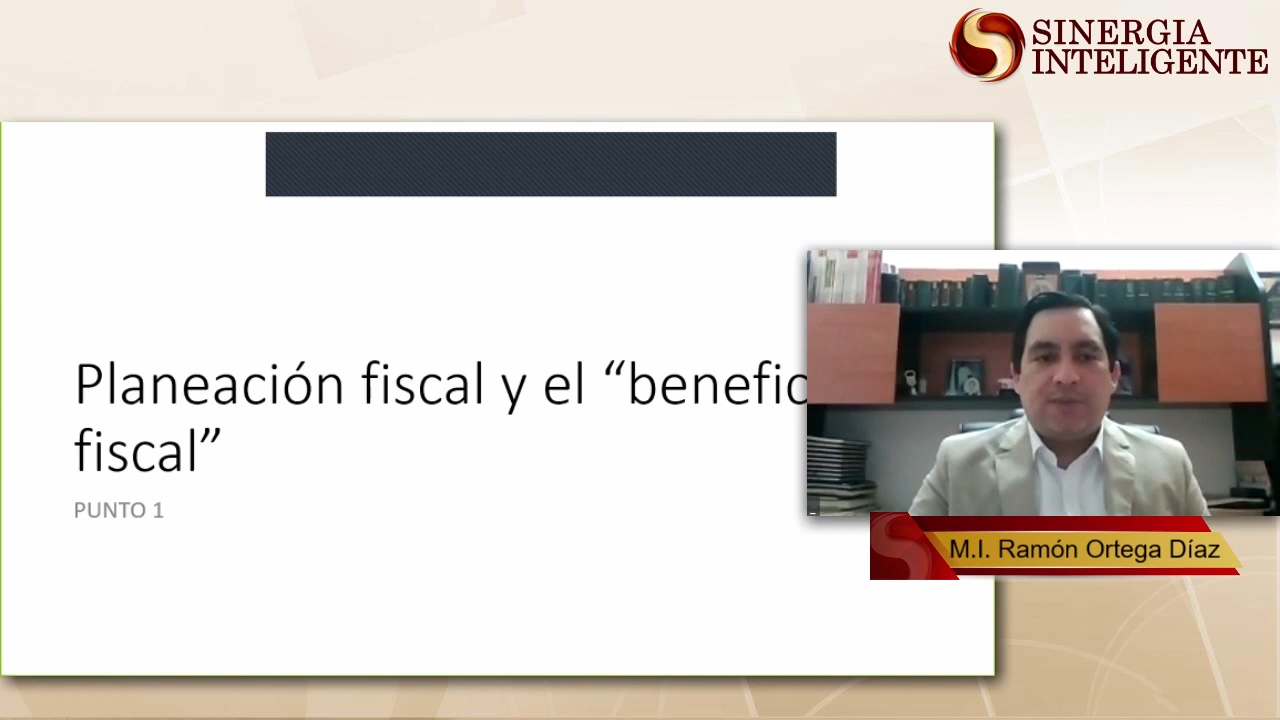 SINERGIA
INTELIGENTE
Planeación fiscal y el “benefic
fiscal”
PUNTO 1
M.I. Ramón Ortega Díaz